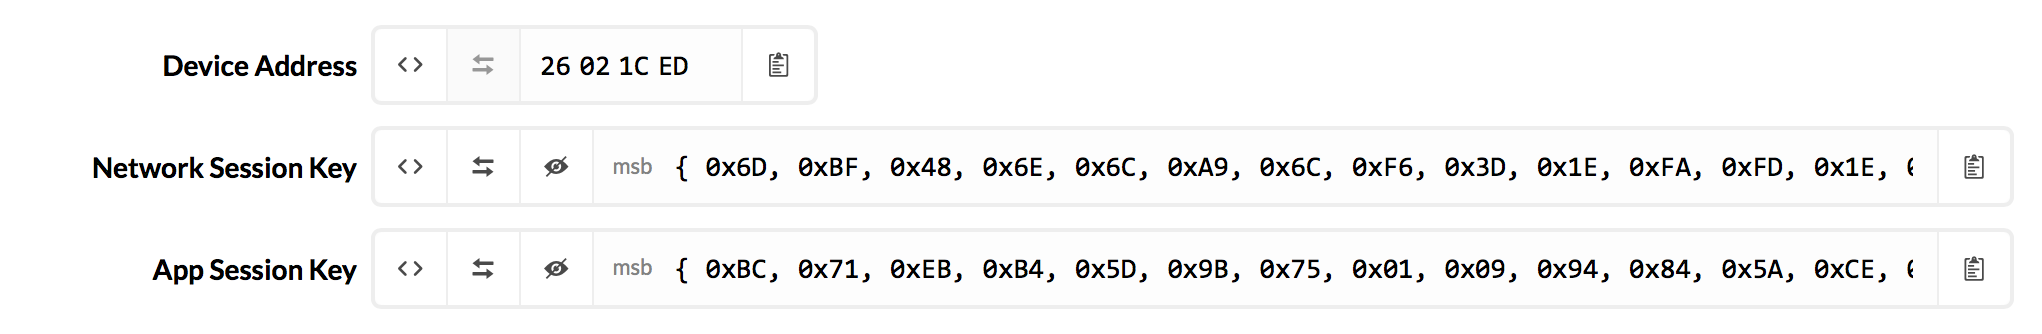 Device Address 26 02 1C ED
Network Session Key msb { 0x6D, 0xBF, 0x48, 0x6E, 0x6C, 0xA9, 0x6C, 0xF6, 0x3D, 0x1E, 0xFA, 0xFD, 0x1E,
App Session Key msb { 0xBC, 0x71, 0xEB, 0xB4, 0x5D, 0x9B, 0x75, 0x01, 0x09, 0x94, 0x84, 0x5A, 0xCE,